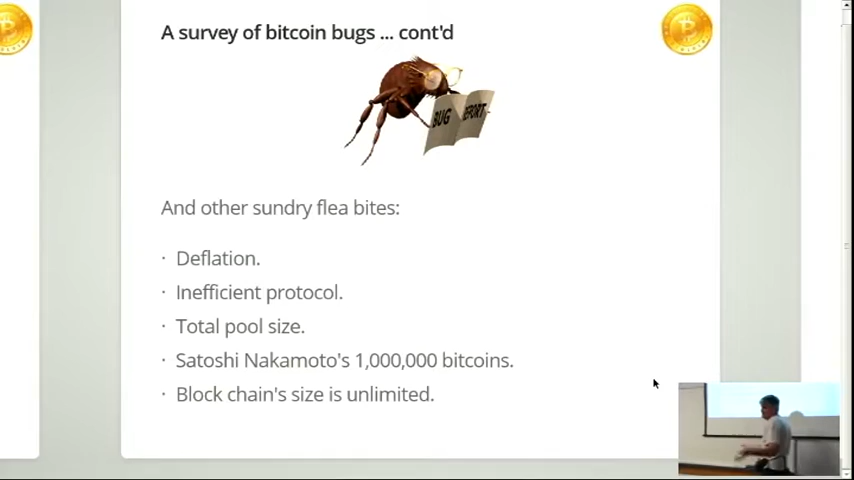 A survey of bitcoin bugs ... cont'd
BUG REPORT
And other sundry flea bites:
· Deflation.
· Inefficient protocol.
· Total pool size.
· Satoshi Nakamoto's 1,000,000 bitcoins.
· Block chain's size is unlimited.